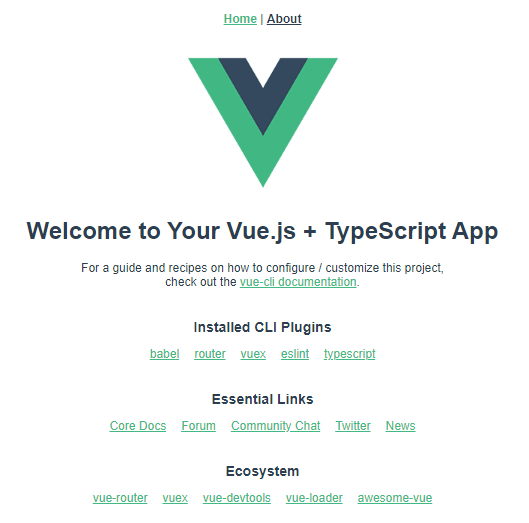 Home | About
Welcome to Your Vue.js + TypeScript App
For a guide and recipes on how to configure / customize this project,
check out the vue-cli documentation.
Installed CLI Plugins
babel router vuex eslint typescript
Essential Links
Core Docs Forum Community Chat Twitter News
Ecosystem
vue-router vuex vue-devtools vue-loader awesome-vue